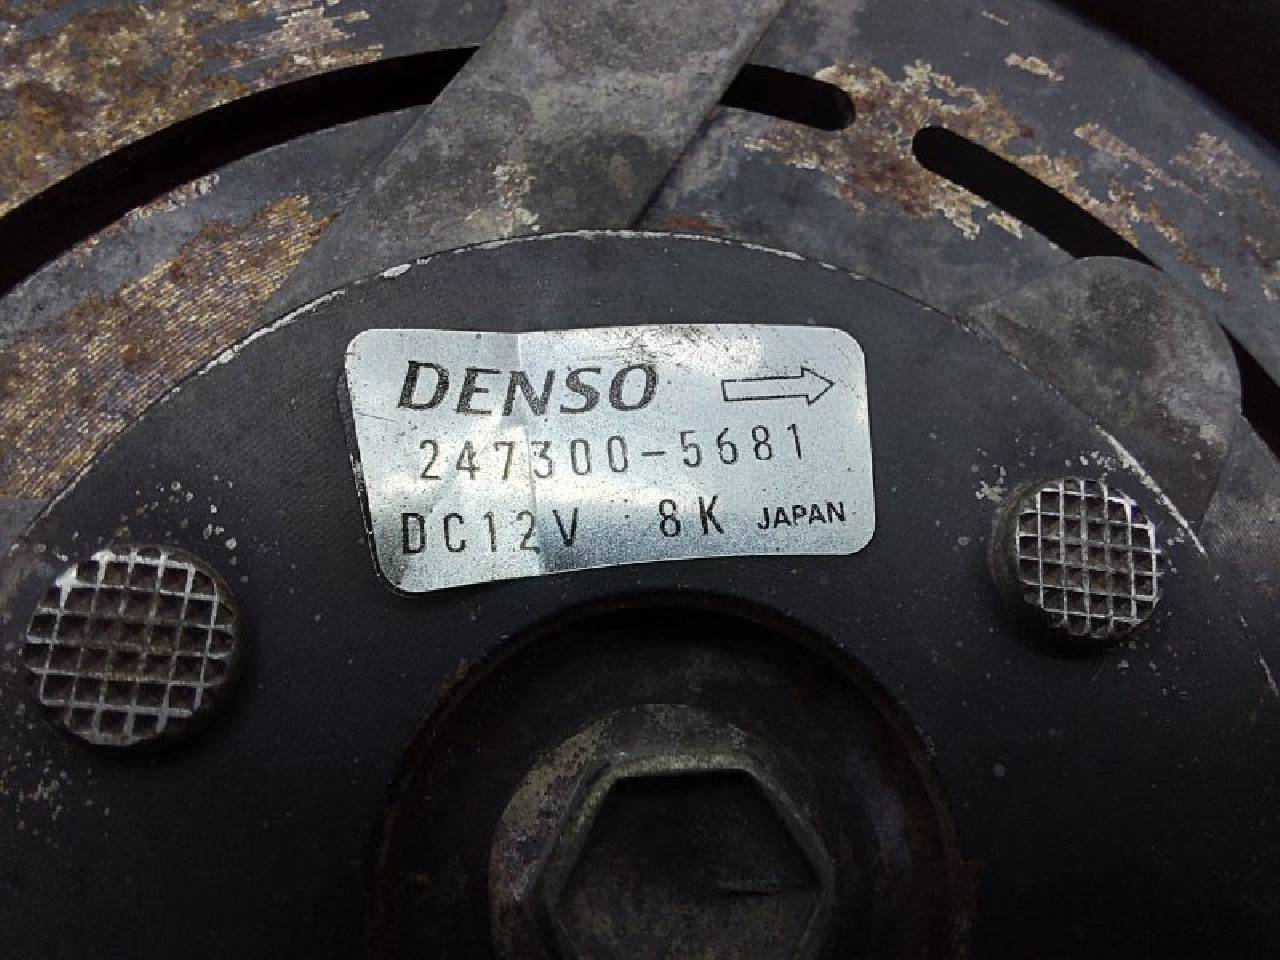 DENSO
247300-5681
DC12V 8K JAPAN